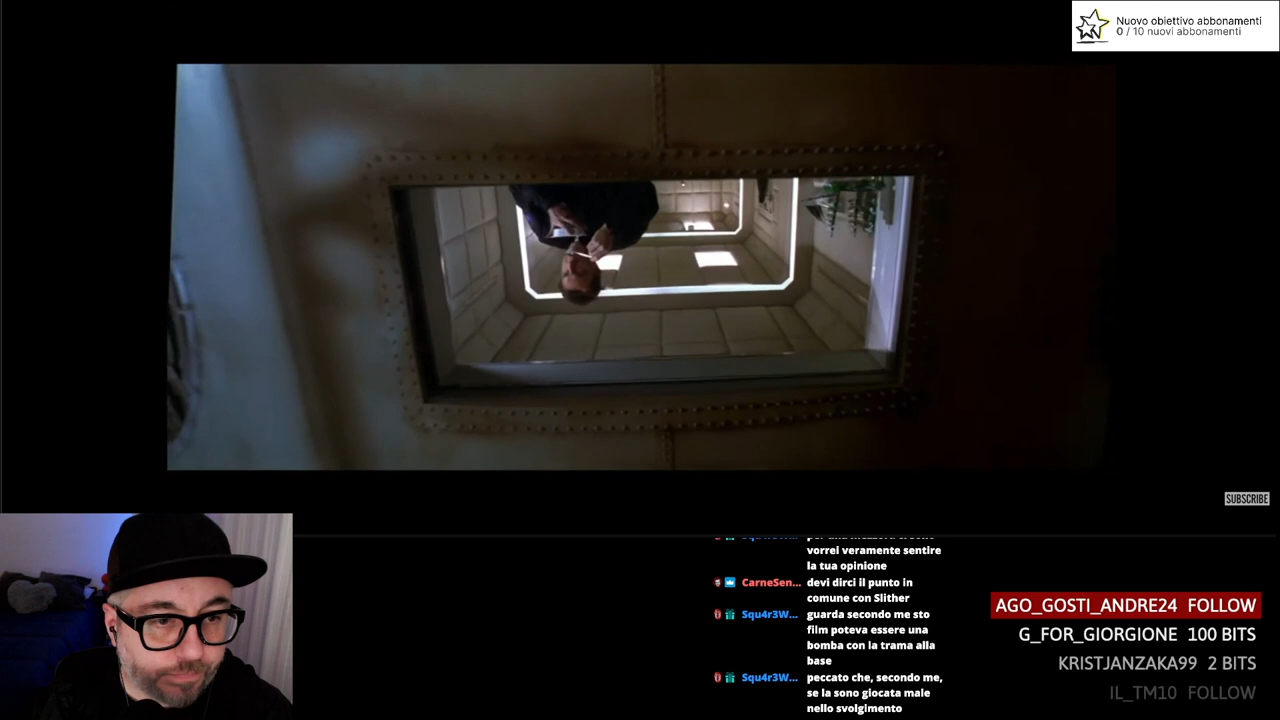 Nuovo obiettivo abbonamenti
0 / 10 nuovi abbonamenti
SUBSCRIBE
vorrei veramente sentire
la tua opinione
CarneSen... devi dirci il punto in
comune con Slither
Squ4r3W... guarda secondo me sto
film poteva essere una
bomba con la trama alla
base
Squ4r3W... peccato che, secondo me,
se la sono giocata male
nello svolgimento
AGO_GOSTI_ANDRE24 FOLLOW
G_FOR_GIORGIONE 100 BITS
KRISTJANZAKA99 2 BITS
IL_TM10 FOLLOW